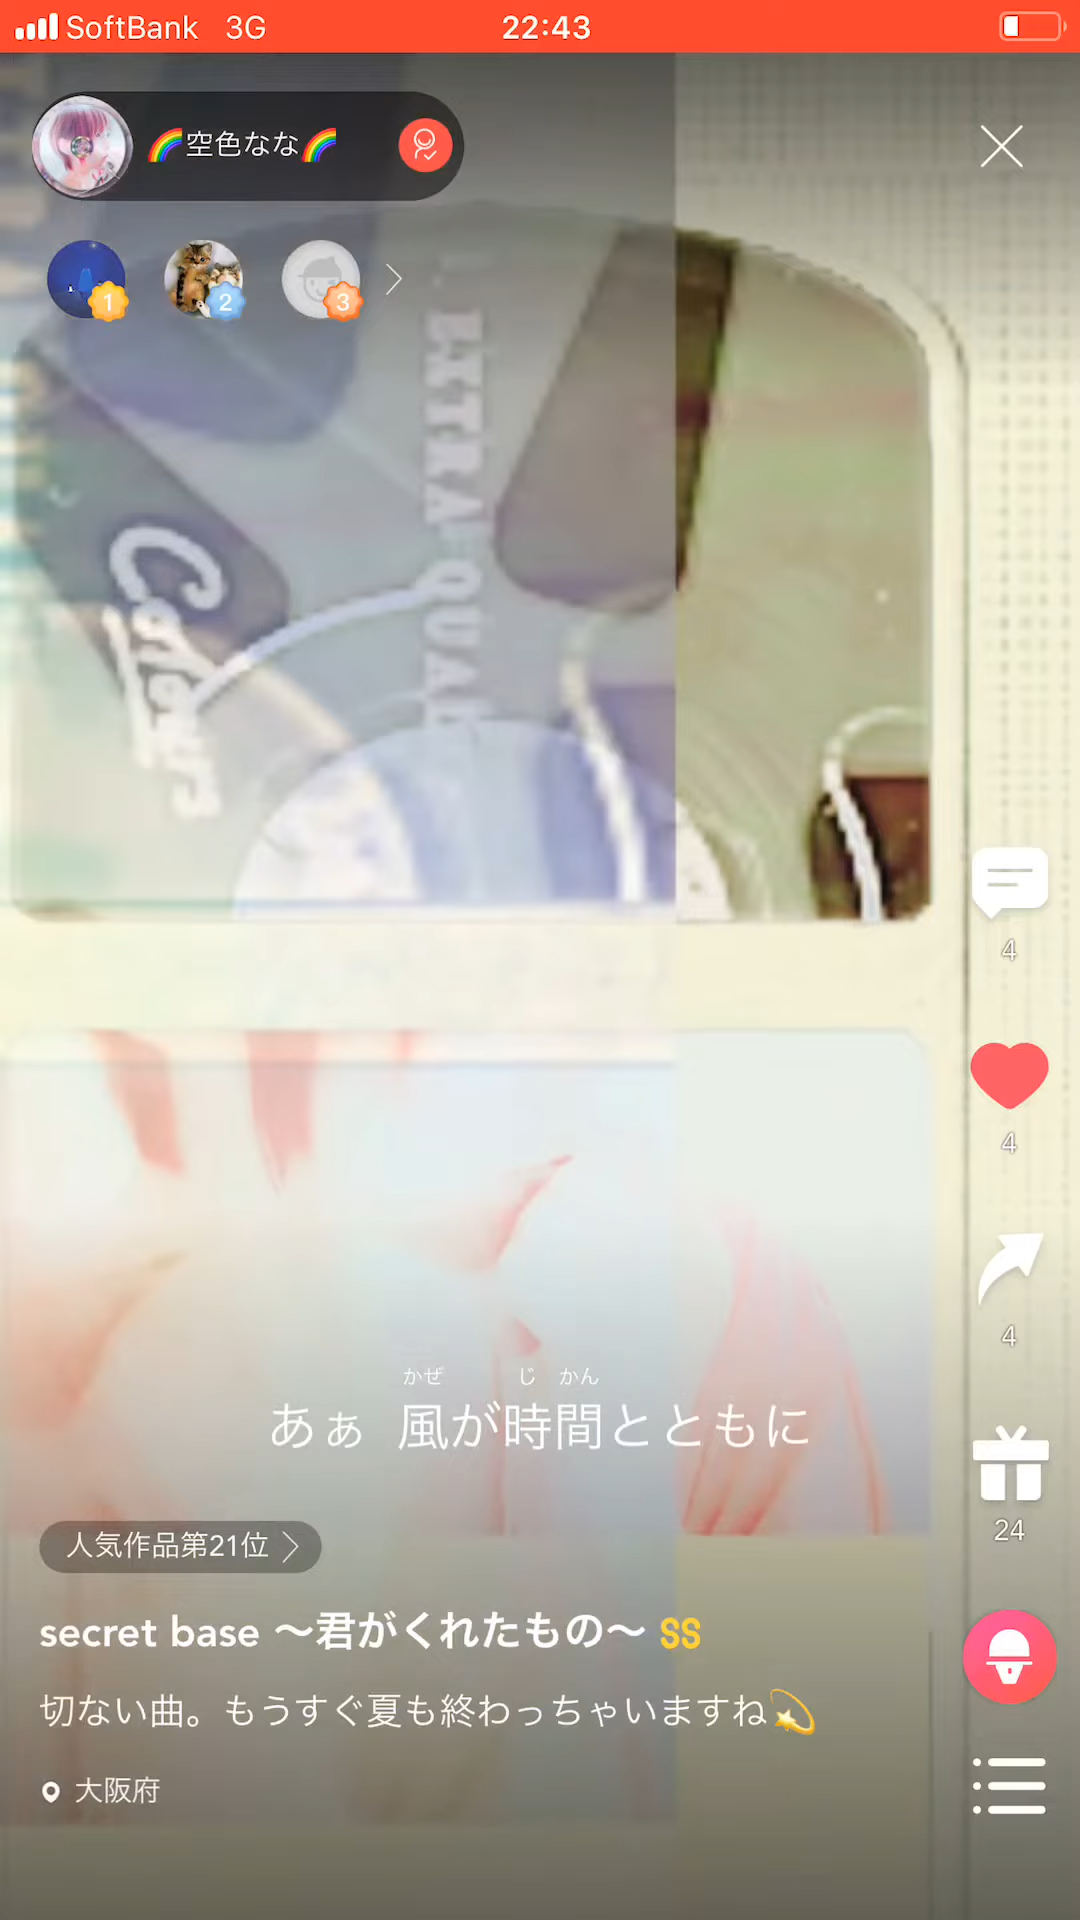 SoftBank 3G 22:43
🌈空色なな🌈
1 2 3
EXTRA QUAL
Colors
4
4
4
かぜ じ かん
あぁ 風が時間とともに
24
人気作品第21位
secret base 〜君がくれたもの〜 SS
切ない曲。もうすぐ夏も終わっちゃいますね💫
大阪府